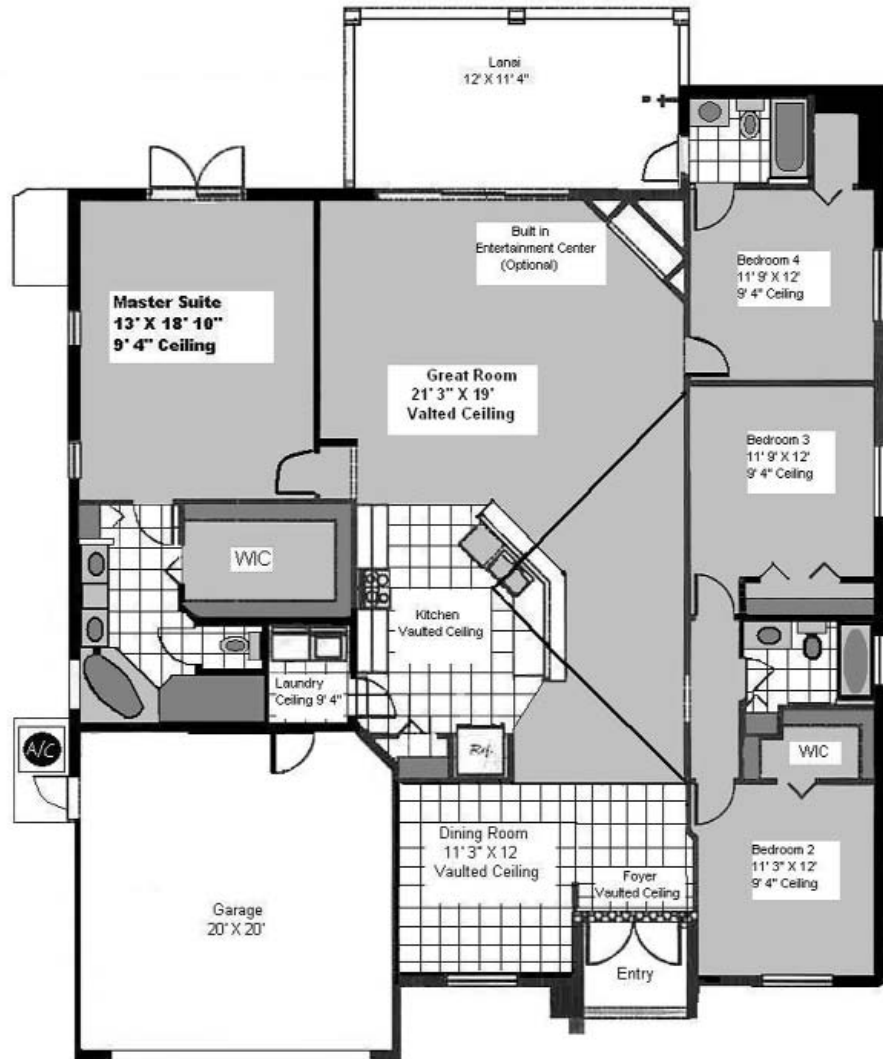 Lanai
12' X 11' 4"
Built in
Entertainment Center
(Optional)
Bedroom 4
11' 9" X 12'
9' 4" Ceiling
Master Suite
13' X 18' 10"
9' 4" Ceiling
Great Room
21' 3" X 19'
Valted Ceiling
Bedroom 3
11' 9" X 12'
9' 4" Ceiling
WIC
Kitchen
Vaulted Ceiling
Laundry
Ceiling 9' 4"
A/C
Ref.
WIC
Dining Room
11' 3" X 12
Vaulted Ceiling
Bedroom 2
11' 3" X 12'
9' 4" Ceiling
Foyer
Vaulted Ceiling
Garage
20' X 20'
Entry